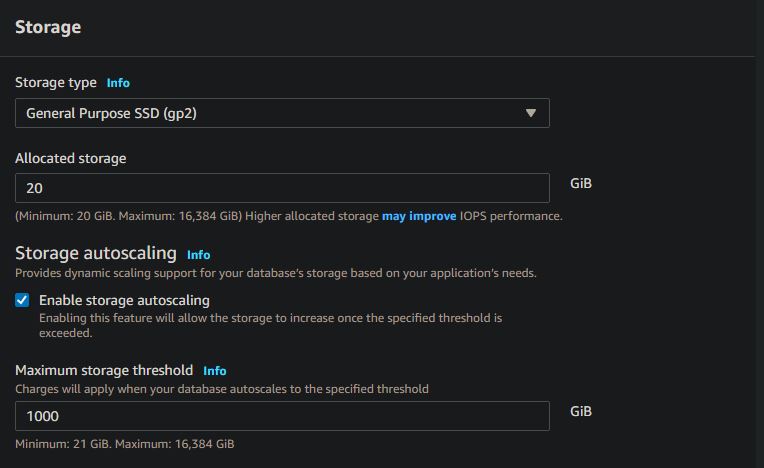 Storage
Storage type Info
General Purpose SSD (gp2)
Allocated storage
20
GiB
(Minimum: 20 GiB. Maximum: 16,384 GiB) Higher allocated storage may improve IOPS performance.
Storage autoscaling Info
Provides dynamic scaling support for your database's storage based on your application's needs.
Enable storage autoscaling
Enabling this feature will allow the storage to increase once the specified threshold is
exceeded.
Maximum storage threshold Info
Charges will apply when your database autoscales to the specified threshold
1000
GiB
Minimum: 21 GiB. Maximum: 16,384 GiB